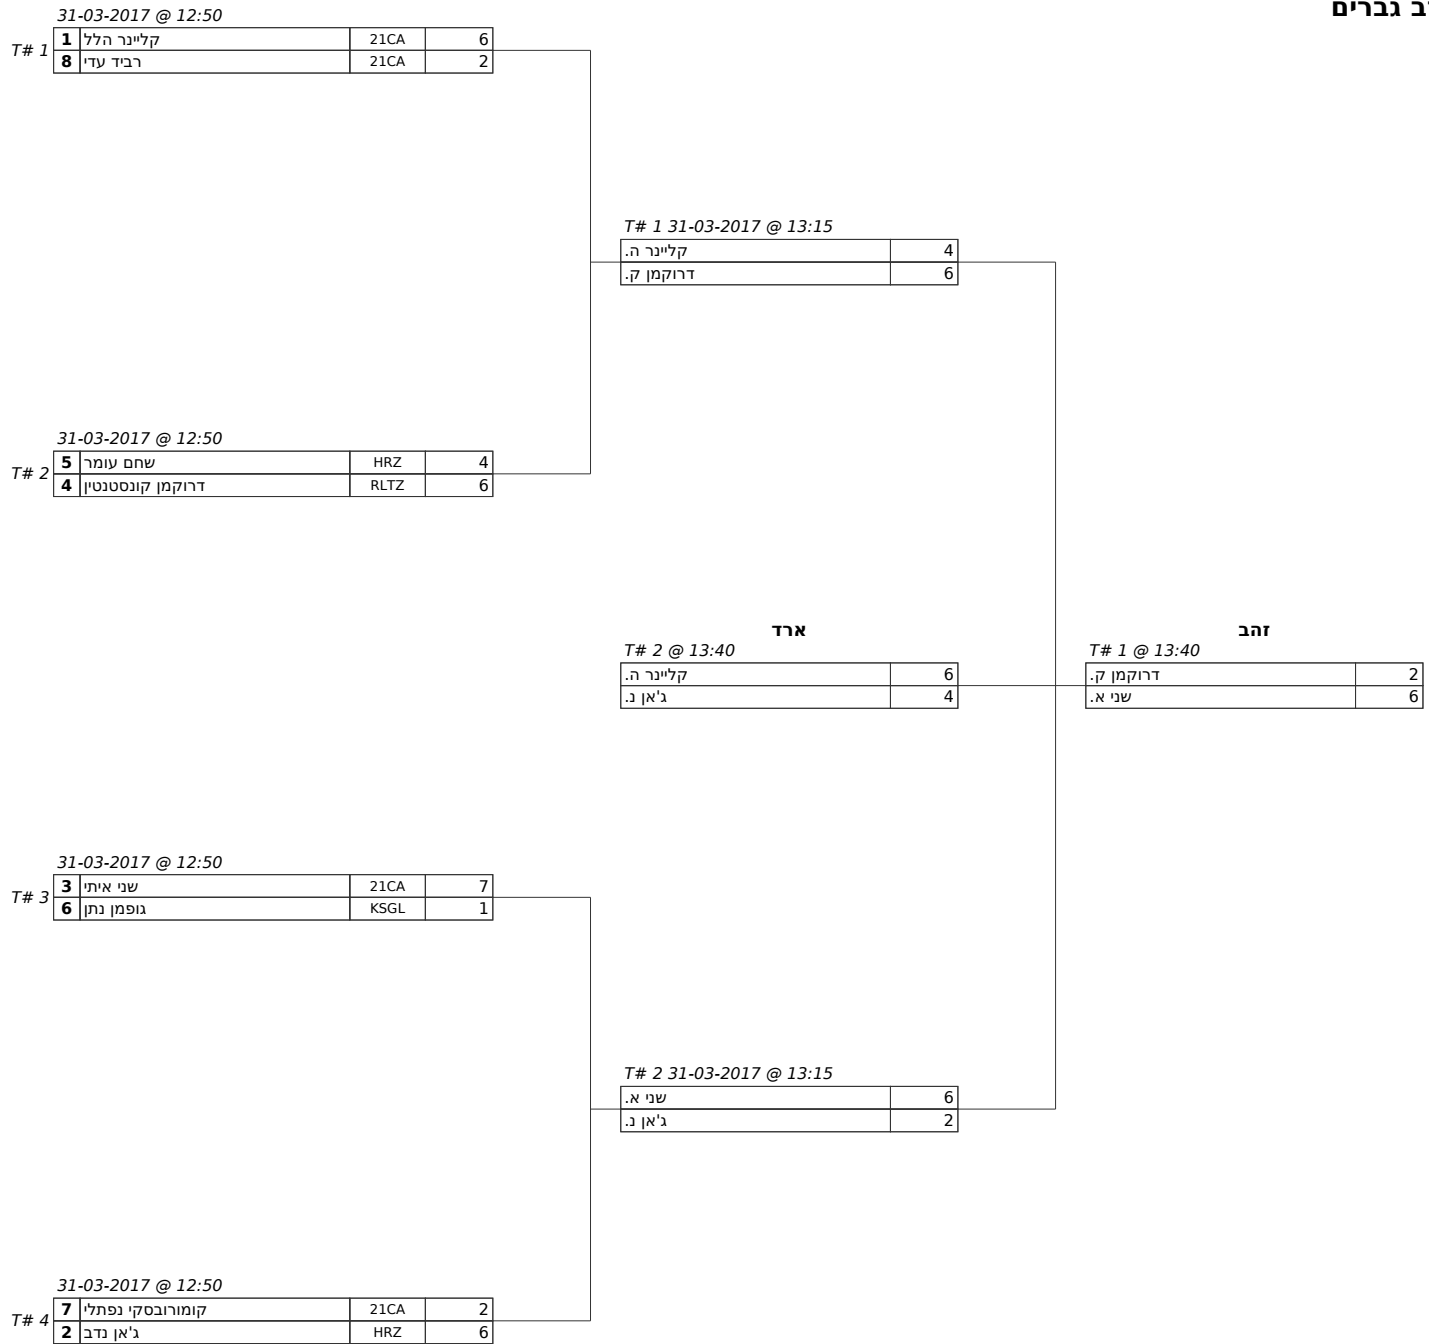 ב גברים
31-03-2017 @ 12:50
T# 1
1 קליינר הלל 21CA 6
8 רביד עדי 21CA 2
T# 1 31-03-2017 @ 13:15
קליינר ה. 4
דרוקמן ק. 6
31-03-2017 @ 12:50
T# 2
5 שחם עומר HRZ 4
4 דרוקמן קונסטנטין RLTZ 6
ארד
T# 2 @ 13:40
קליינר ה. 6
ג'אן נ. 4
זהב
T# 1 @ 13:40
דרוקמן ק. 2
שני א. 6
31-03-2017 @ 12:50
T# 3
3 שני איתי 21CA 7
6 גופמן נתן KSGL 1
T# 2 31-03-2017 @ 13:15
שני א. 6
ג'אן נ. 2
31-03-2017 @ 12:50
T# 4
7 קומורובסקי נפתלי 21CA 2
2 ג'אן נדב HRZ 6